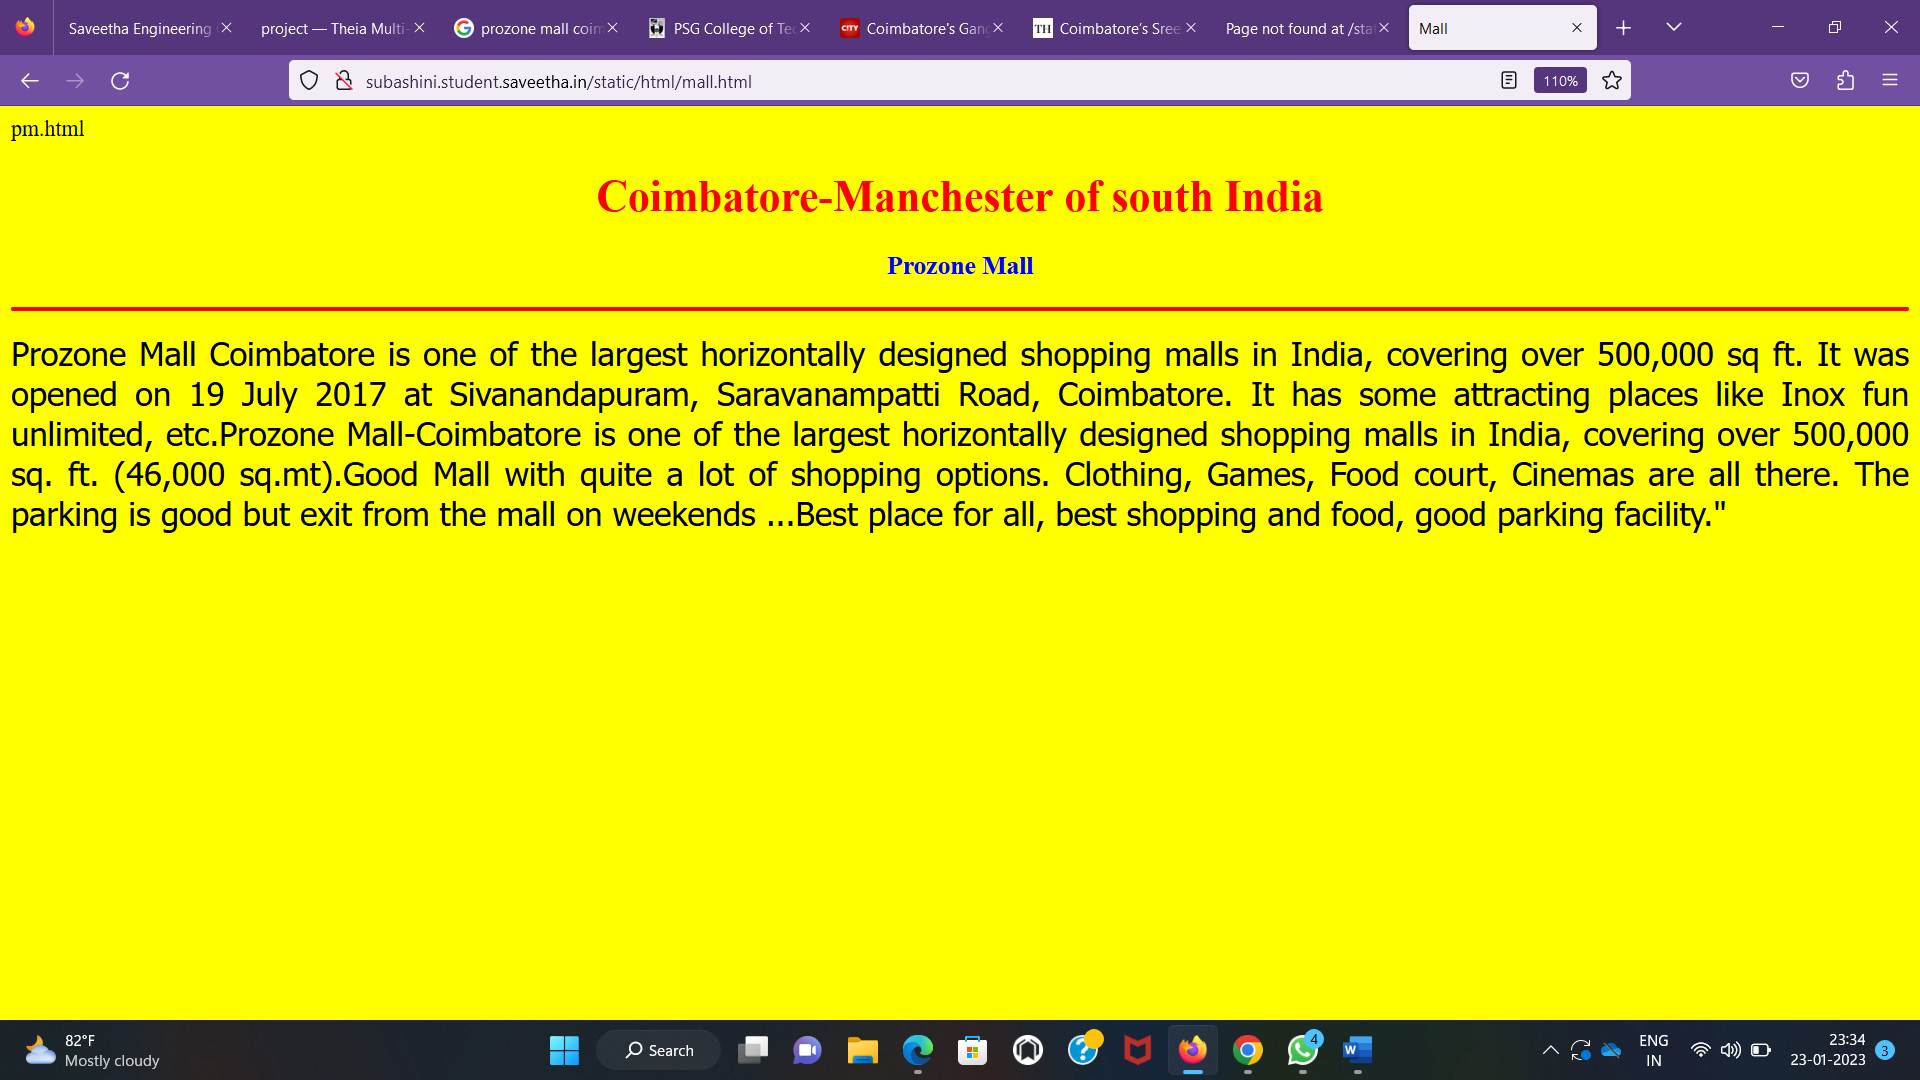 Saveetha Engineering
project — Theia Multi-
prozone mall coim
PSG College of Tec
CITY
Coimbatore's Gang
TH
Coimbatore's Sree
Page not found at /stat
Mall
subashini.student.saveetha.in/static/html/mall.html
110%
pm.html
Coimbatore-Manchester of south India
Prozone Mall
Prozone Mall Coimbatore is one of the largest horizontally designed shopping malls in India, covering over 500,000 sq ft. It was
opened on 19 July 2017 at Sivanandapuram, Saravanampatti Road, Coimbatore. It has some attracting places like Inox fun
unlimited, etc.Prozone Mall-Coimbatore is one of the largest horizontally designed shopping malls in India, covering over 500,000
sq. ft. (46,000 sq.mt).Good Mall with quite a lot of shopping options. Clothing, Games, Food court, Cinemas are all there. The
parking is good but exit from the mall on weekends ...Best place for all, best shopping and food, good parking facility."
82°F
Mostly cloudy
Search
4
W
ENG
IN
23:34
23-01-2023
3